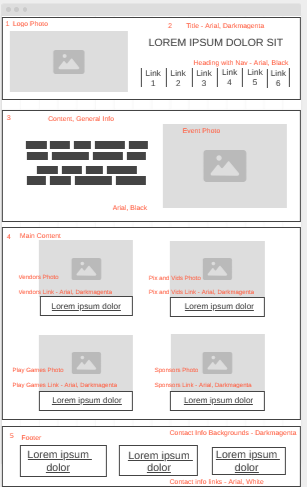 1 Logo Photo
2 Title - Arial, Darkmagenta
LOREM IPSUM DOLOR SIT
Heading with Nav - Arial, Black
Link Link Link Link Link Link
1 2 3 4 5 6
3 Content, General Info
Event Photo
Arial, Black
4 Main Content
Vendors Photo
Vendors Link - Arial, Darkmagenta
Lorem ipsum dolor
Pix and Vids Photo
Pix and Vids Link - Arial, Darkmagenta
Lorem ipsum dolor
Play Games Photo
Play Games Link - Arial, Darkmagenta
Lorem ipsum dolor
Sponsors Photo
Sponsors Link - Arial, Darkmagenta
Lorem ipsum dolor
5 Footer
Contact Info Backgrounds - Darkmagenta
Lorem ipsum
dolor
Lorem ipsum
dolor
Lorem ipsum
dolor
Contact info links - Arial, White